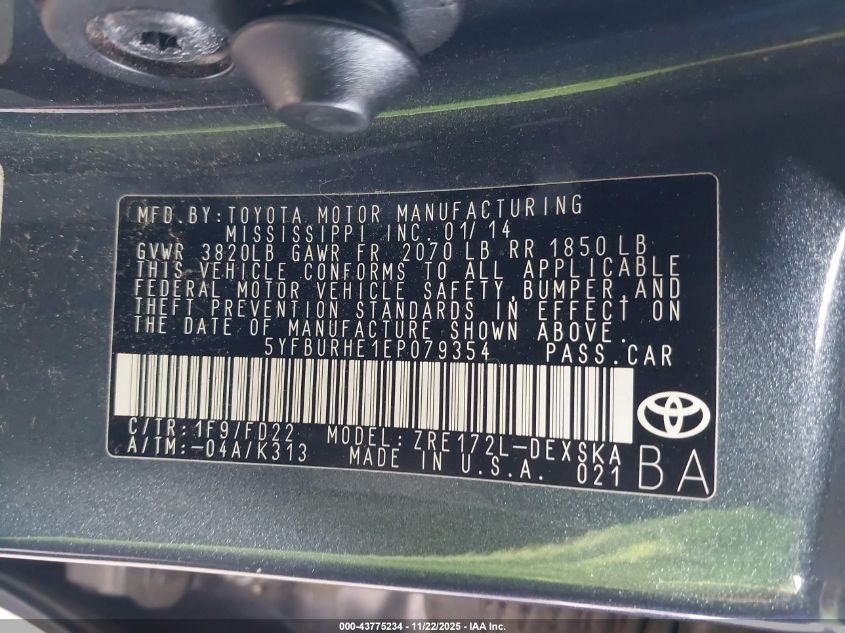 MFD. BY: TOYOTA MOTOR MANUFACTURING
MISSISSIPPI INC. 01/14
GVWR 3820LB GAWR FR 2070 LB RR 1850 LB
THIS VEHICLE CONFORMS TO ALL APPLICABLE
FEDERAL MOTOR VEHICLE SAFETY, BUMPER, AND
THEFT PREVENTION STANDARDS IN EFFECT ON
THE DATE OF MANUFACTURE SHOWN ABOVE.
5YFBURHE1EP079354 PASS. CAR
C/TR: 1F9/FD22 MODEL: ZRE172L-DEXSKA
A/TM: -04A/K313 MADE IN U.S.A. 021 BA
000-43775234 - 11/22/2025 - IAA Inc.